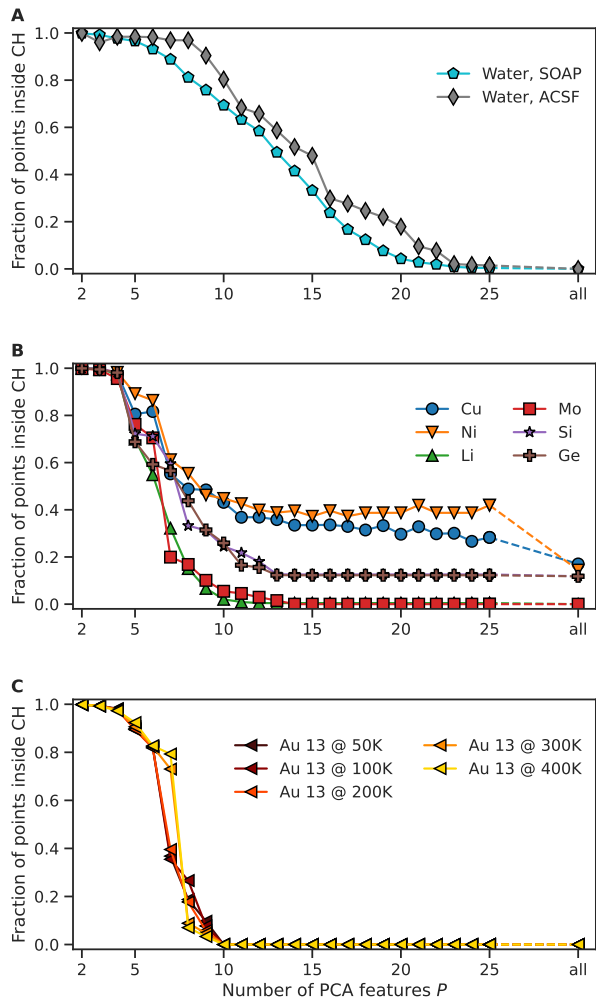 A
Fraction of points inside CH
1.0
0.8
0.6
0.4
0.2
0.0
Water, SOAP
Water, ACSF
2 5 10 15 20 25 all
B
Fraction of points inside CH
1.0
0.8
0.6
0.4
0.2
0.0
Cu Mo
Ni Si
Li Ge
2 5 10 15 20 25 all
C
Fraction of points inside CH
1.0
0.8
0.6
0.4
0.2
0.0
Au 13 @ 50K Au 13 @ 300K
Au 13 @ 100K Au 13 @ 400K
Au 13 @ 200K
2 5 10 15 20 25 all
Number of PCA features P